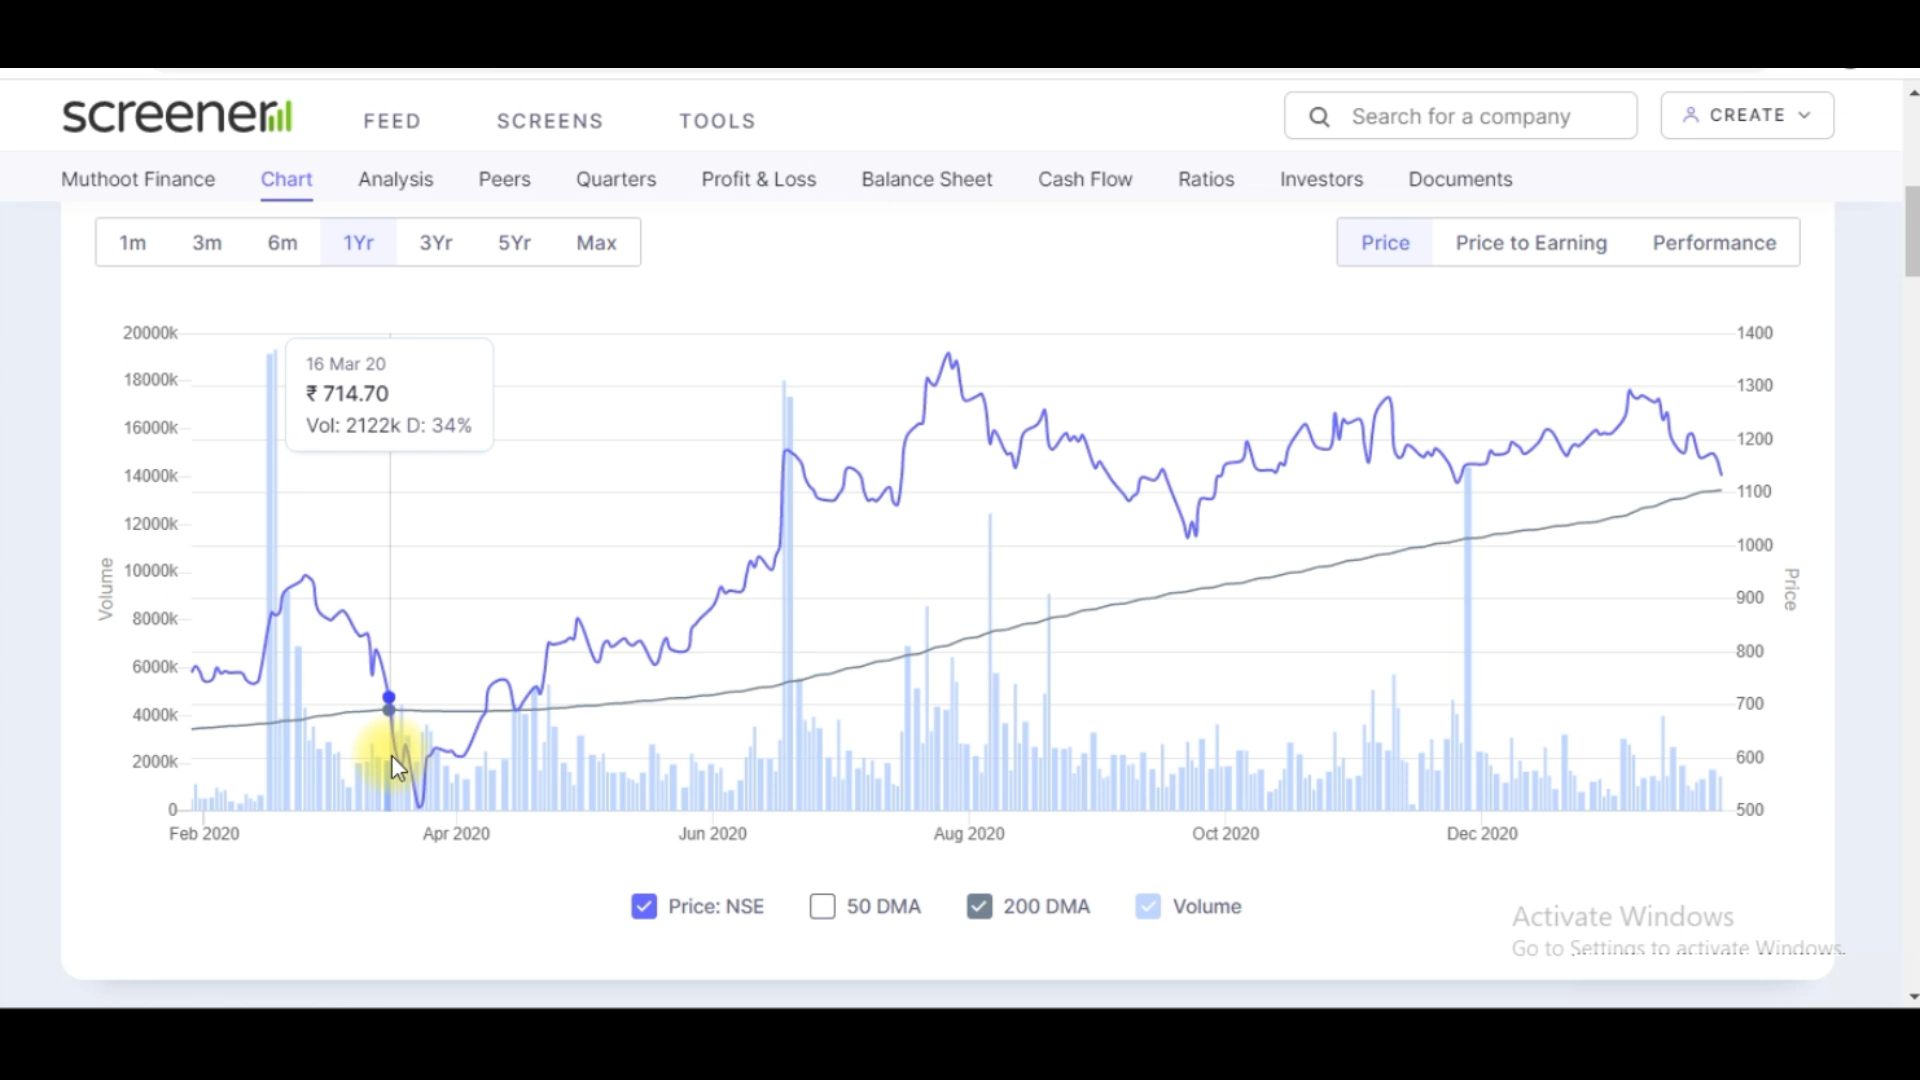 screener
FEED SCREENS TOOLS
Search for a company
CREATE
Muthoot Finance Chart Analysis Peers Quarters Profit & Loss Balance Sheet Cash Flow Ratios Investors Documents
1m 3m 6m 1Yr 3Yr 5Yr Max
Price Price to Earning Performance
20000k 1400
16 Mar 20
18000k 1300
₹ 714.70
Vol: 2122k D: 34%
16000k 1200
14000k 1100
12000k 1000
10000k 900
Volume
Price
8000k 800
6000k 700
4000k 600
2000k 500
0
Feb 2020 Apr 2020 Jun 2020 Aug 2020 Oct 2020 Dec 2020
Price: NSE 50 DMA 200 DMA Volume
Activate Windows
Go to Settings to activate Windows.